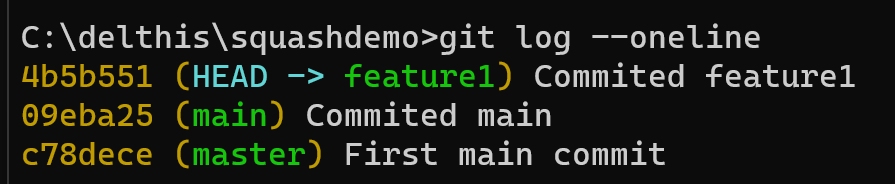 C:\delthis\squashdemo>git log --oneline
4b5b551 (HEAD -> feature1) Commited feature1
09eba25 (main) Commited main
c78dece (master) First main commit